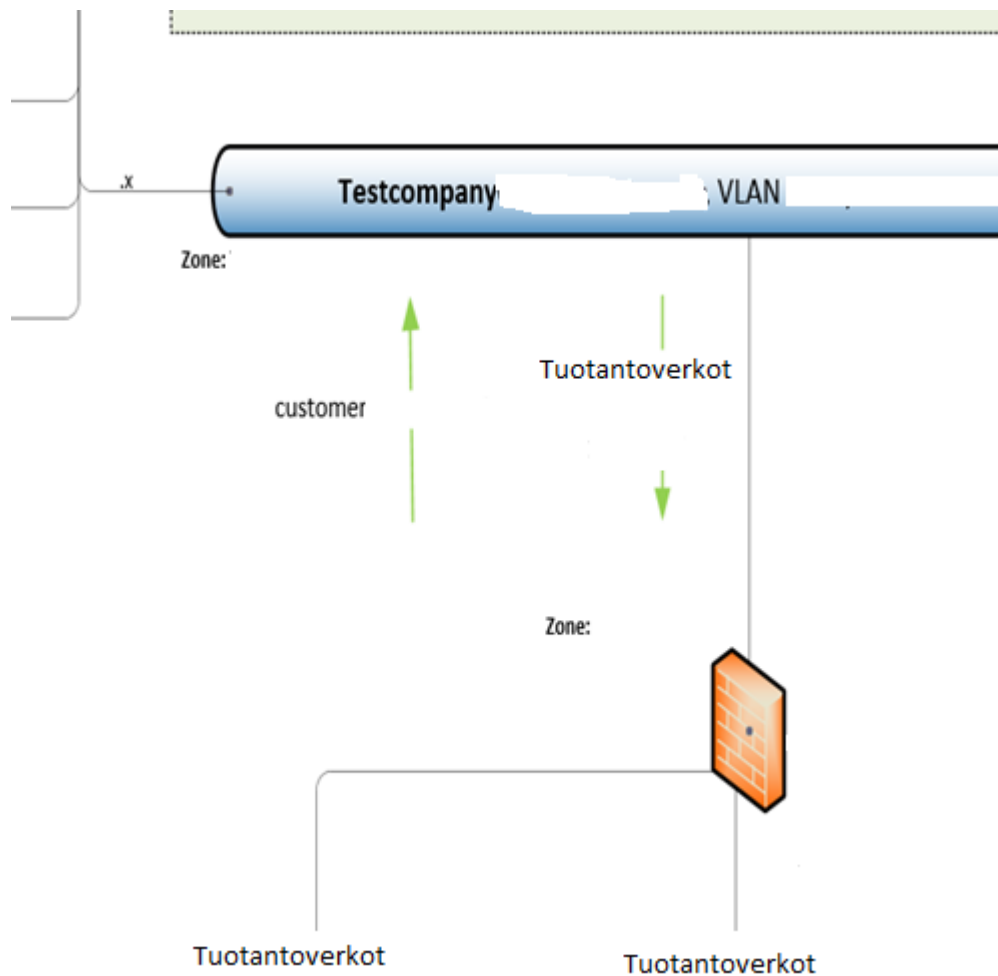 .x
Testcompany VLAN
Zone:
Tuotantoverkot
customer
Zone:
Tuotantoverkot
Tuotantoverkot